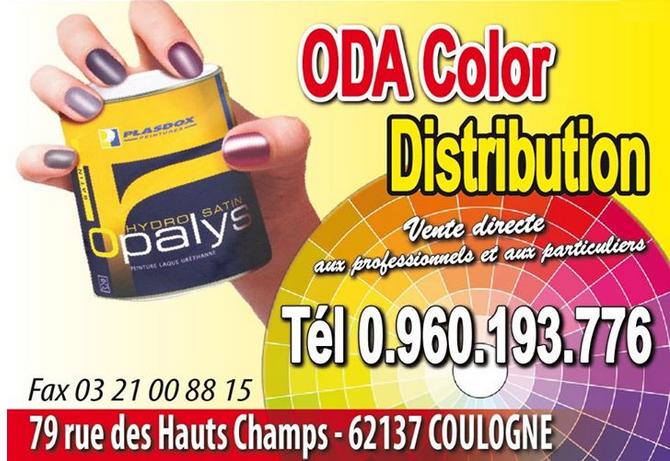 ODA Color
Distribution
PLASDOX
PEINTURES
SATIN
HYDRO SATIN
Opalys
PEINTURE LAQUE URÉTHANNE
Vente directe
aux professionnels et aux particuliers
Tél 0.960.193.776
Fax 03 21 00 88 15
79 rue des Hauts Champs - 62137 COULOGNE